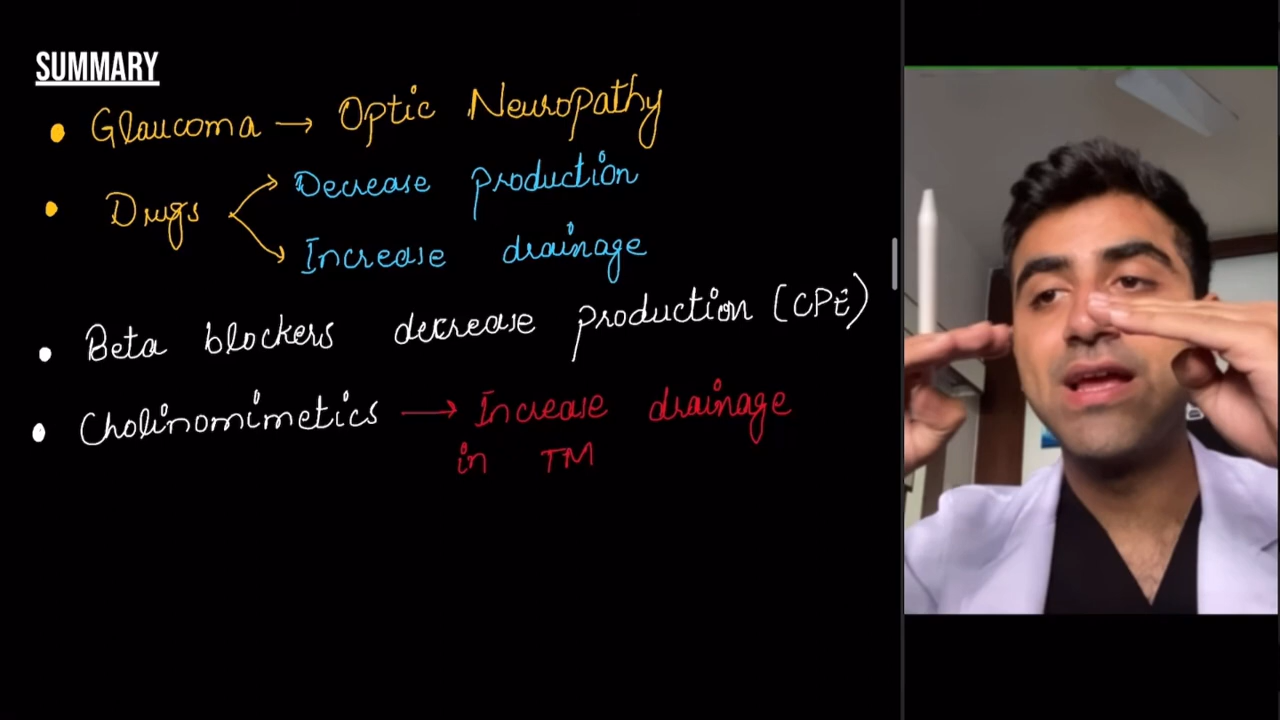 SUMMARY
• Glaucoma → Optic Neuropathy
• Drugs → Decrease production
→ Increase drainage
• Beta blockers decrease production (CPE)
• Cholinomimetics → Increase drainage
in TM